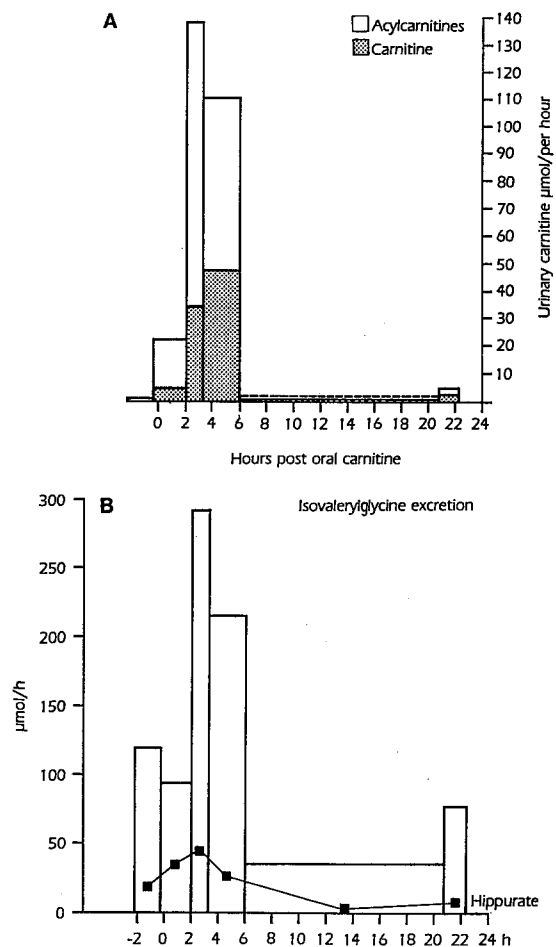 A
Acylcarnitines
Carnitine
140
130
120
110
100
90
80
70
60
50
40
30
20
10
Urinary carnitine μmol/per hour
0 2 4 6 8 10 12 14 16 18 20 22 24
Hours post oral carnitine
B
Isovalerylglycine excretion
300
250
200
150
100
50
0
μmol/h
Hippurate
-2 0 2 4 6 8 10 12 14 16 18 20 22 24 h